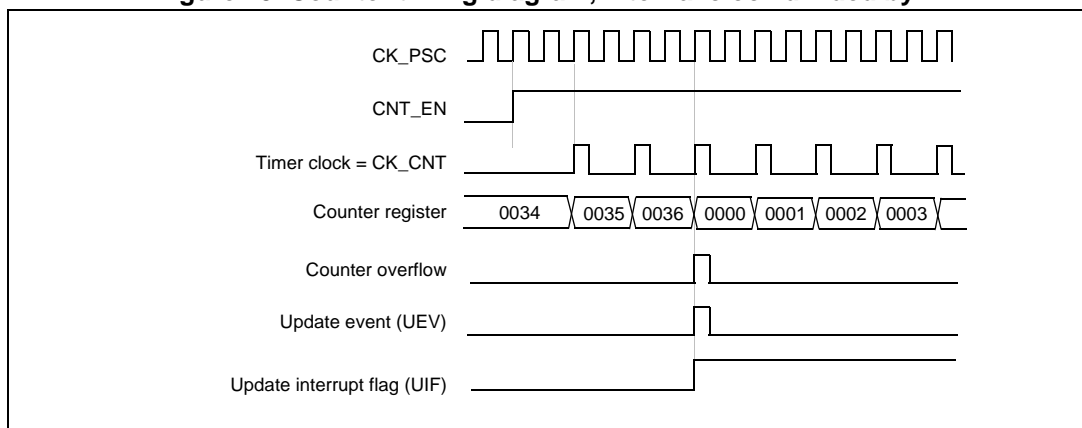 CK_PSC
CNT_EN
Timer clock = CK_CNT
Counter register 0034 0035 0036 0000 0001 0002 0003
Counter overflow
Update event (UEV)
Update interrupt flag (UIF)